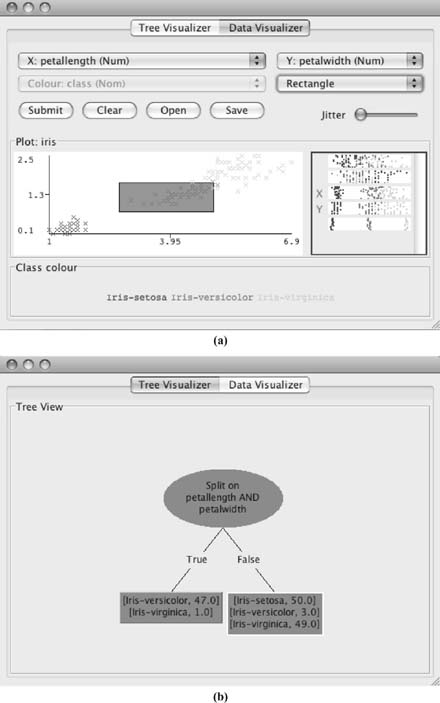 Tree Visualizer Data Visualizer
X: petallength (Num) Y: petalwidth (Num)
Colour: class (Nom) Rectangle
Submit Clear Open Save Jitter
Plot: iris
2.5
1.3
0.1
1 3.95 6.9
X
Y
Class colour
Iris-setosa Iris-versicolor Iris-virginica
(a)
Tree Visualizer Data Visualizer
Tree View
Split on
petallength AND
petalwidth
True False
[Iris-versicolor, 47.0]
[Iris-virginica, 1.0]
[Iris-setosa, 50.0]
[Iris-versicolor, 3.0]
[Iris-virginica, 49.0]
(b)